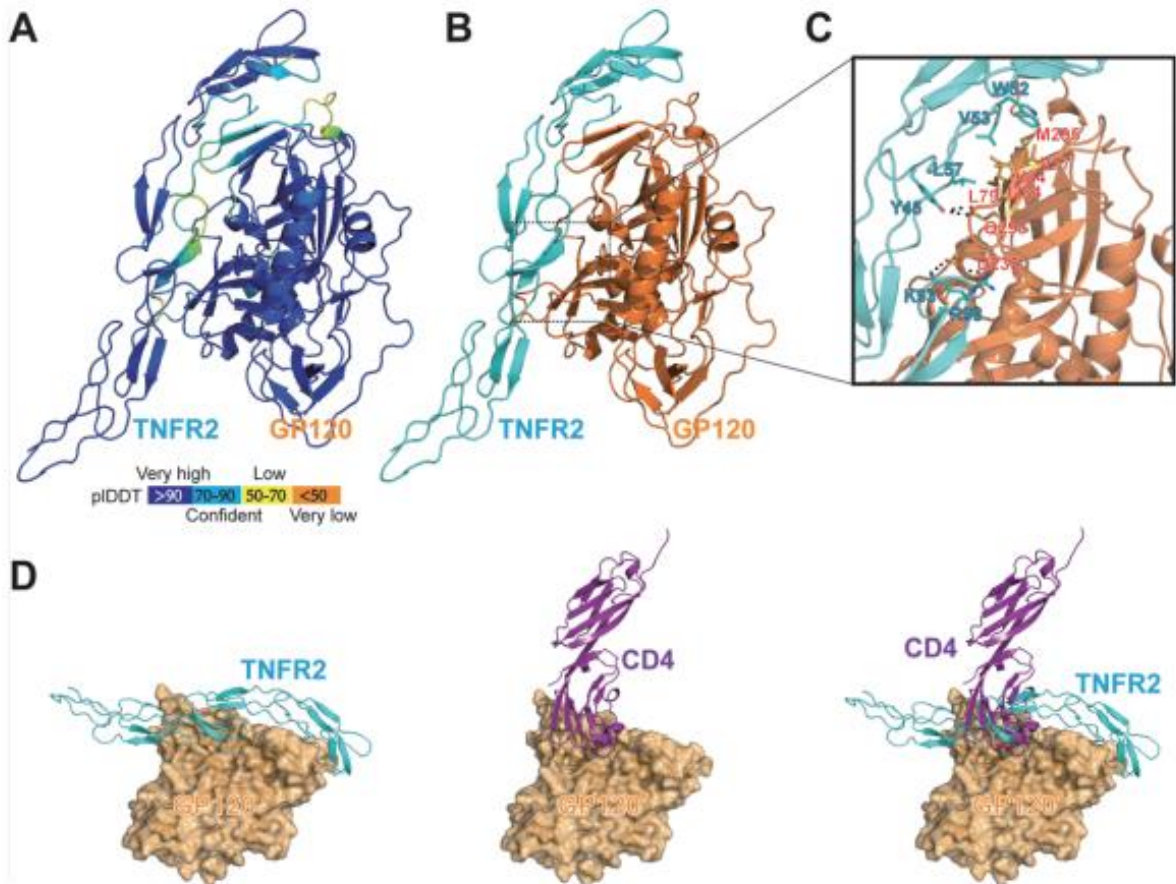 A
B
C
W52
V53
M295
L57
L79
Y45
TNFR2 GP120
TNFR2 GP120
Very high Low
plDDT >90 70-90 50-70 <50
Confident Very low
D
TNFR2
GP120
CD4
GP120
CD4
TNFR2
GP120